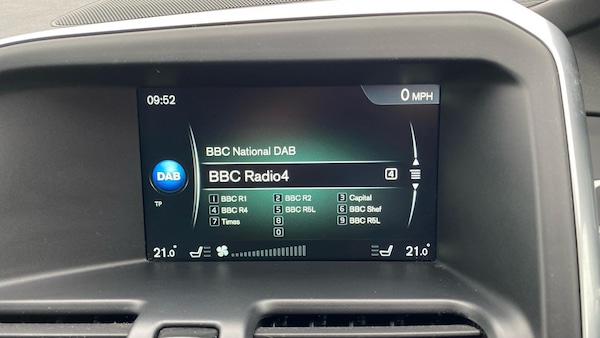 09:52 0 MPH
BBC National DAB
DAB BBC Radio4 4
TP
1 BBC R1 2 BBC R2 3 Capital
4 BBC R4 5 BBC R5L 6 BBC Shef
7 Times 8 9 BBC R5L
0
21.0° 21.0°